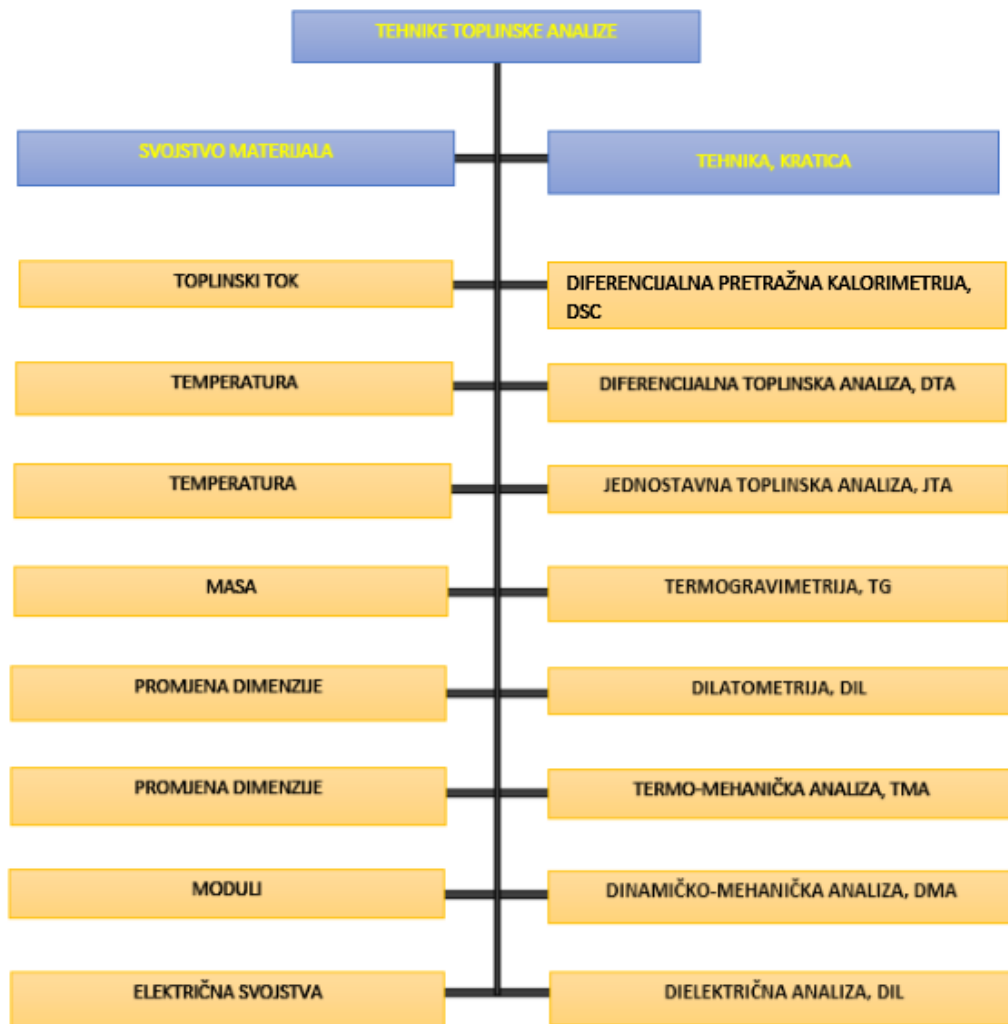 TEHNIKE TOPLINSKE ANALIZE
SVOJSTVO MATERIJALA
TEHNIKA, KRATICA
TOPLINSKI TOK
DIFERENCIJALNA PRETRAŽNA KALORIMETRIJA,
DSC
TEMPERATURA
DIFERENCIJALNA TOPLINSKA ANALIZA, DTA
TEMPERATURA
JEDNOSTAVNA TOPLINSKA ANALIZA, JTA
MASA
TERMOGRAVIMETRIJA, TG
PROMJENA DIMENZIJE
DILATOMETRIJA, DIL
PROMJENA DIMENZIJE
TERMO-MEHANIČKA ANALIZA, TMA
MODULI
DINAMIČKO-MEHANIČKA ANALIZA, DMA
ELEKTRIČNA SVOJSTVA
DIELEKTRIČNA ANALIZA, DIL